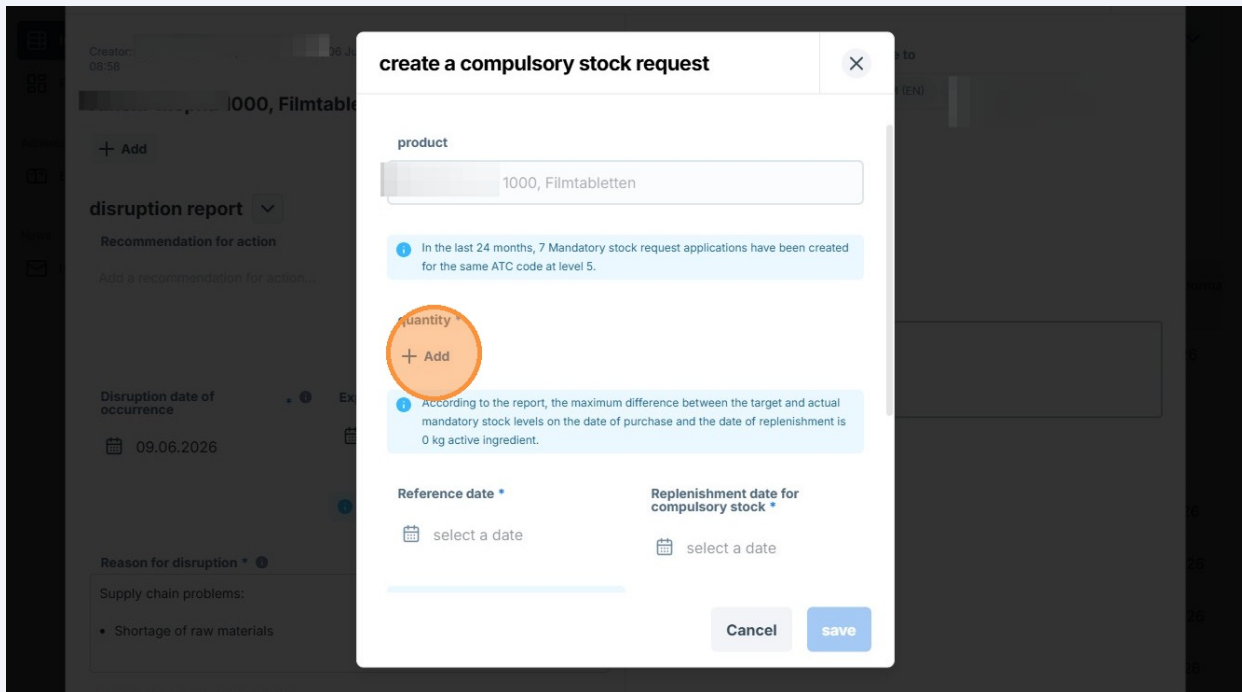 Creator:
08:58
1000, Filmtable
+ Add
disruption report
Recommendation for action
Add a recommendation for action...
Disruption date of
occurrence *
Ex
09.06.2026
Reason for disruption *
Supply chain problems:
• Shortage of raw materials
create a compulsory stock request
product
1000, Filmtabletten
In the last 24 months, 7 Mandatory stock request applications have been created
for the same ATC code at level 5.
quantity *
+ Add
According to the report, the maximum difference between the target and actual
mandatory stock levels on the date of purchase and the date of replenishment is
0 kg active ingredient.
Reference date *
select a date
Replenishment date for
compulsory stock *
select a date
Cancel
save
e to
(EN)